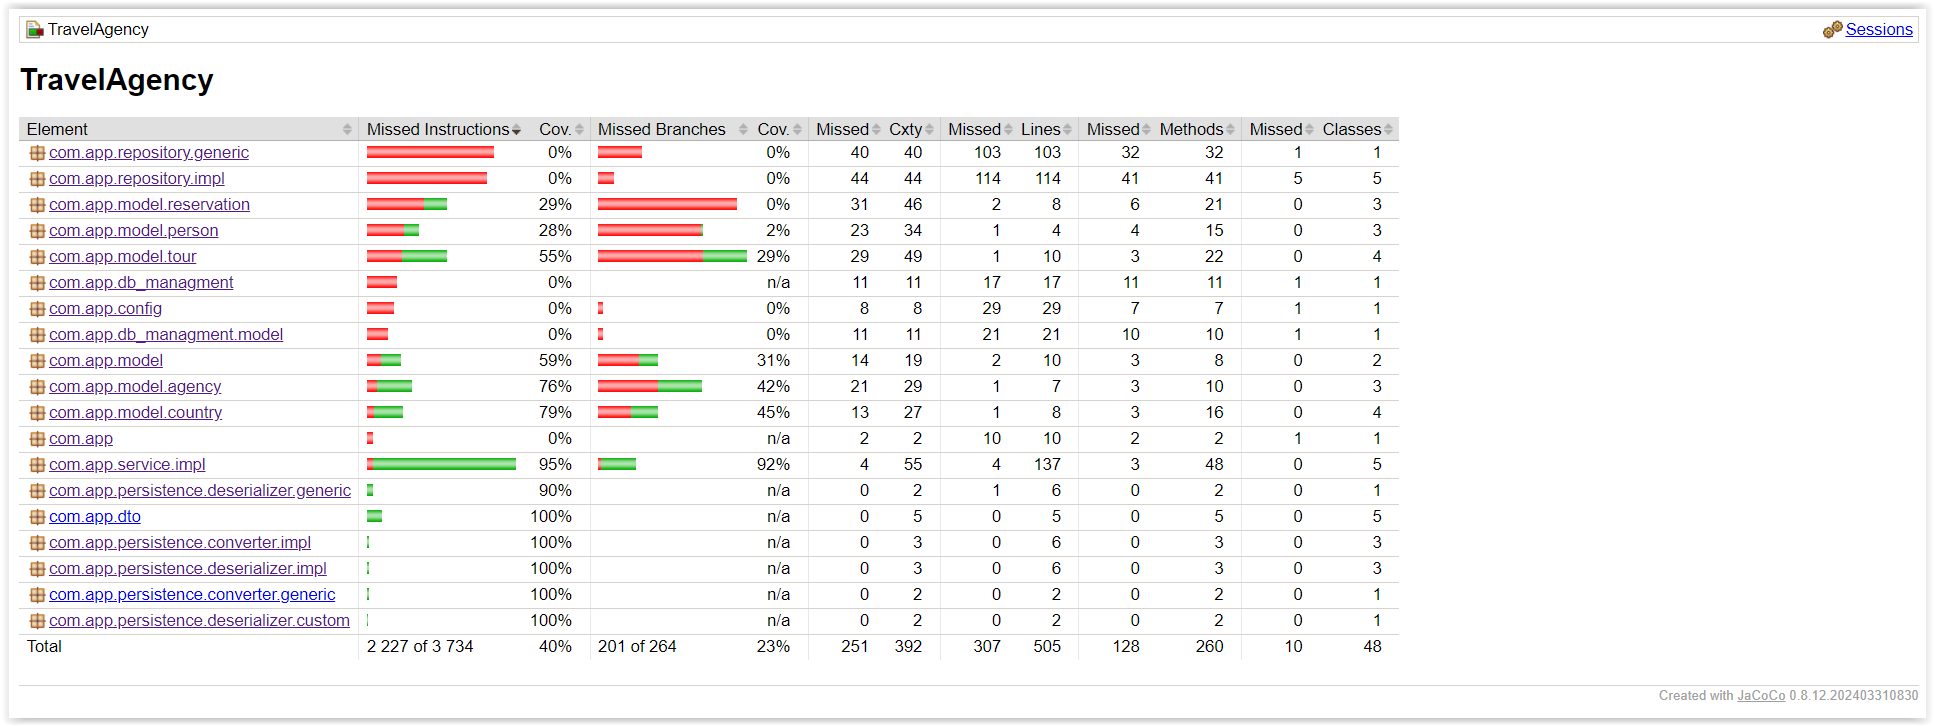 TravelAgency Sessions
TravelAgency
Element Missed Instructions Cov. Missed Branches Cov. Missed Cxty Missed Lines Missed Methods Missed Classes
com.app.repository.generic 0% 0% 40 40 103 103 32 32 1 1
com.app.repository.impl 0% 0% 44 44 114 114 41 41 5 5
com.app.model.reservation 29% 0% 31 46 2 8 6 21 0 3
com.app.model.person 28% 2% 23 34 1 4 4 15 0 3
com.app.model.tour 55% 29% 29 49 1 10 3 22 0 4
com.app.db_managment 0% n/a 11 11 17 17 11 11 1 1
com.app.config 0% 0% 8 8 29 29 7 7 1 1
com.app.db_managment.model 0% 0% 11 11 21 21 10 10 1 1
com.app.model 59% 31% 14 19 2 10 3 8 0 2
com.app.model.agency 76% 42% 21 29 1 7 3 10 0 3
com.app.model.country 79% 45% 13 27 1 8 3 16 0 4
com.app 0% n/a 2 2 10 10 2 2 1 1
com.app.service.impl 95% 92% 4 55 4 137 3 48 0 5
com.app.persistence.deserializer.generic 90% n/a 0 2 1 6 0 2 0 1
com.app.dto 100% n/a 0 5 0 5 0 5 0 5
com.app.persistence.converter.impl 100% n/a 0 3 0 6 0 3 0 3
com.app.persistence.deserializer.impl 100% n/a 0 3 0 6 0 3 0 3
com.app.persistence.converter.generic 100% n/a 0 2 0 2 0 2 0 1
com.app.persistence.deserializer.custom 100% n/a 0 2 0 2 0 2 0 1
Total 2 227 of 3 734 40% 201 of 264 23% 251 392 307 505 128 260 10 48
Created with JaCoCo 0.8.12.202403310830